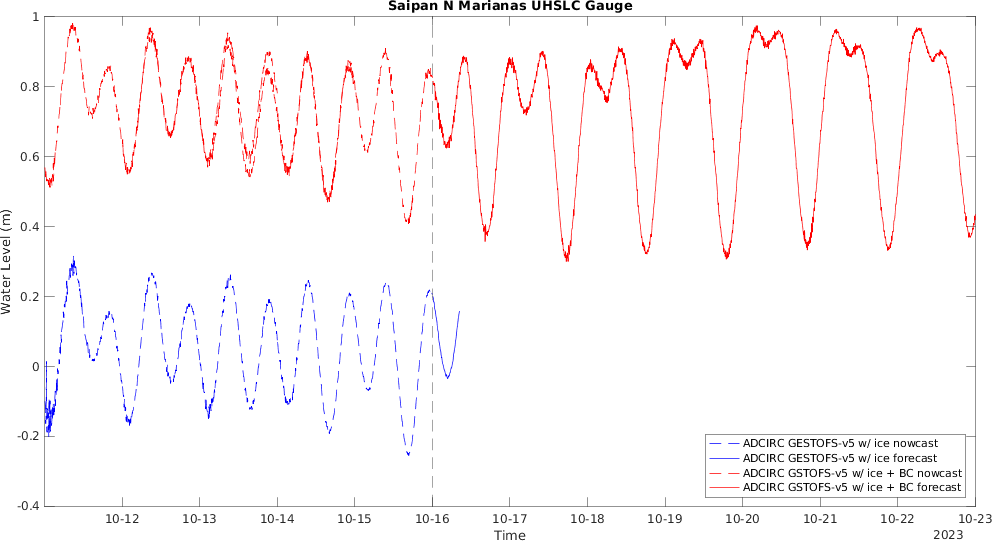 Saipan N Marianas UHSLC Gauge
1
0.8
0.6
0.4
0.2
0
-0.2
-0.4
Water Level (m)
ADCIRC GESTOFS-v5 w/ ice nowcast
ADCIRC GESTOFS-v5 w/ ice forecast
ADCIRC GSTOFS-v5 w/ ice + BC nowcast
ADCIRC GSTOFS-v5 w/ ice + BC forecast
10-12 10-13 10-14 10-15 10-16 10-17 10-18 10-19 10-20 10-21 10-22 10-23
Time
2023